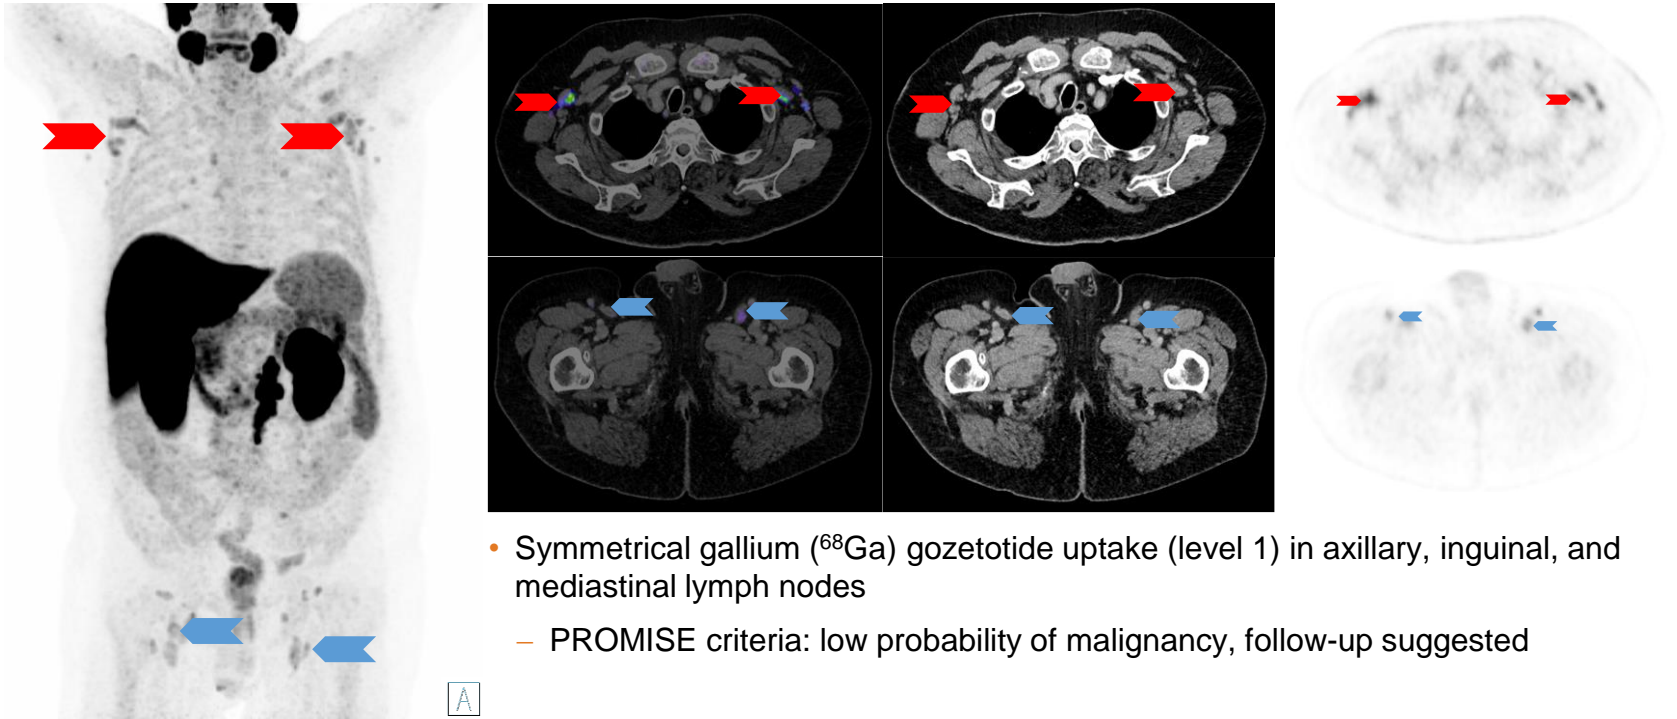 A
• Symmetrical gallium (⁶⁸Ga) gozetotide uptake (level 1) in axillary, inguinal, and
mediastinal lymph nodes
– PROMISE criteria: low probability of malignancy, follow-up suggested